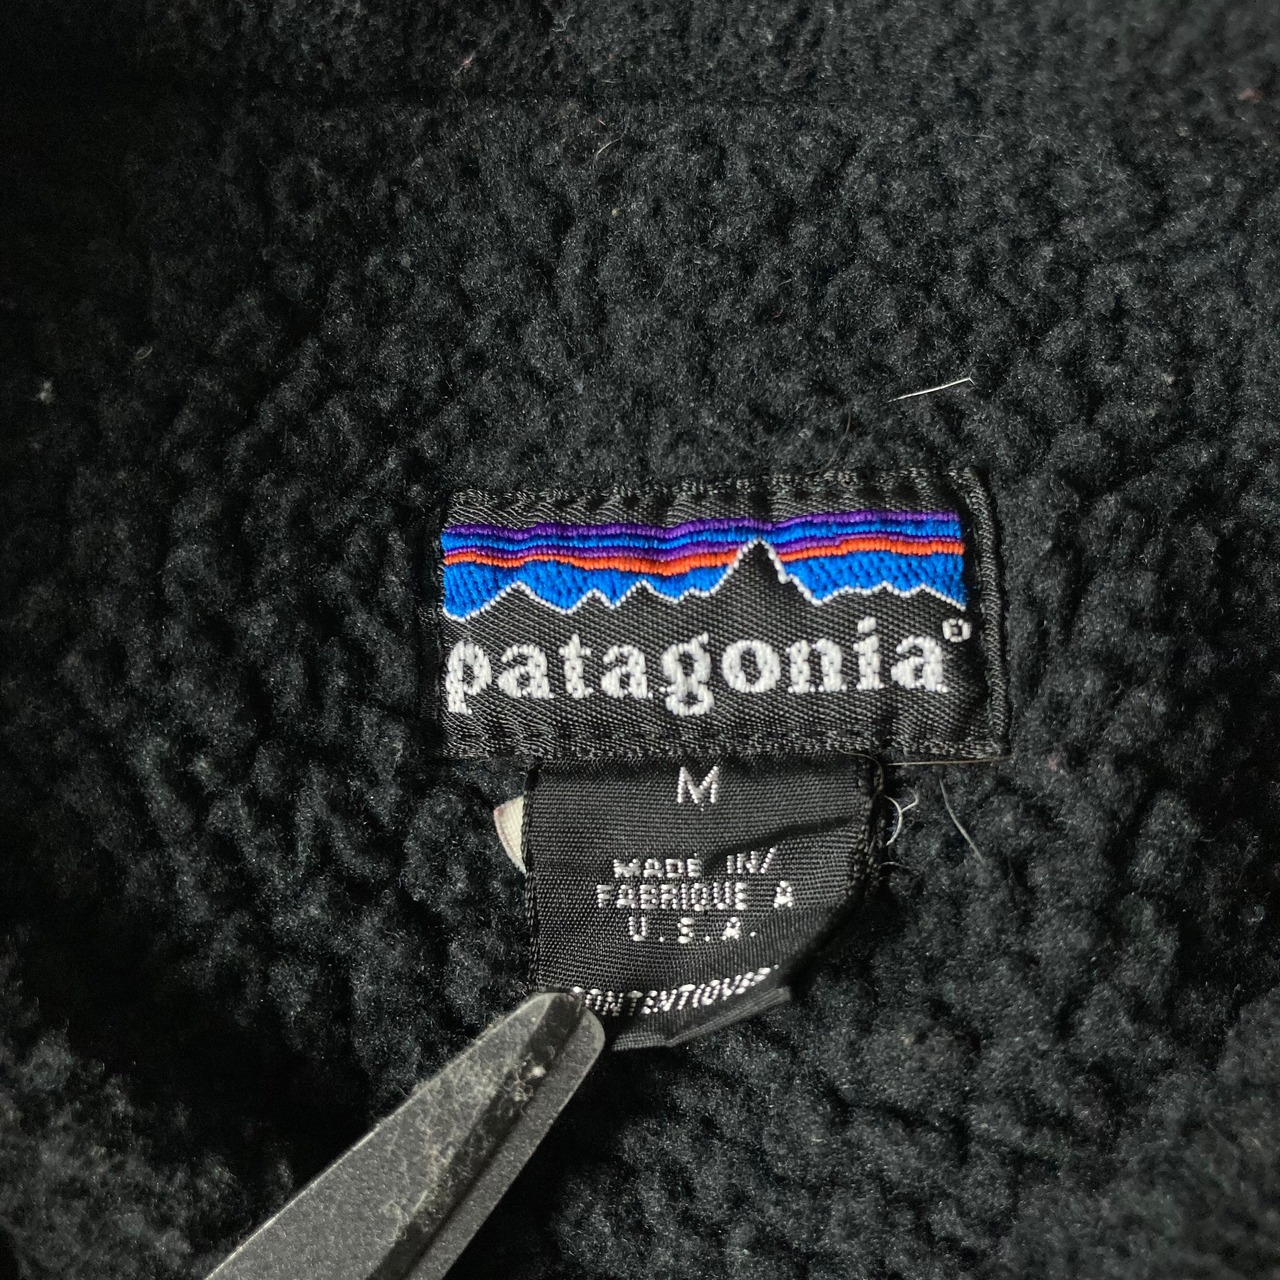 patagonia®
M
MADE IN/
FABRIQUE A
U.S.A.